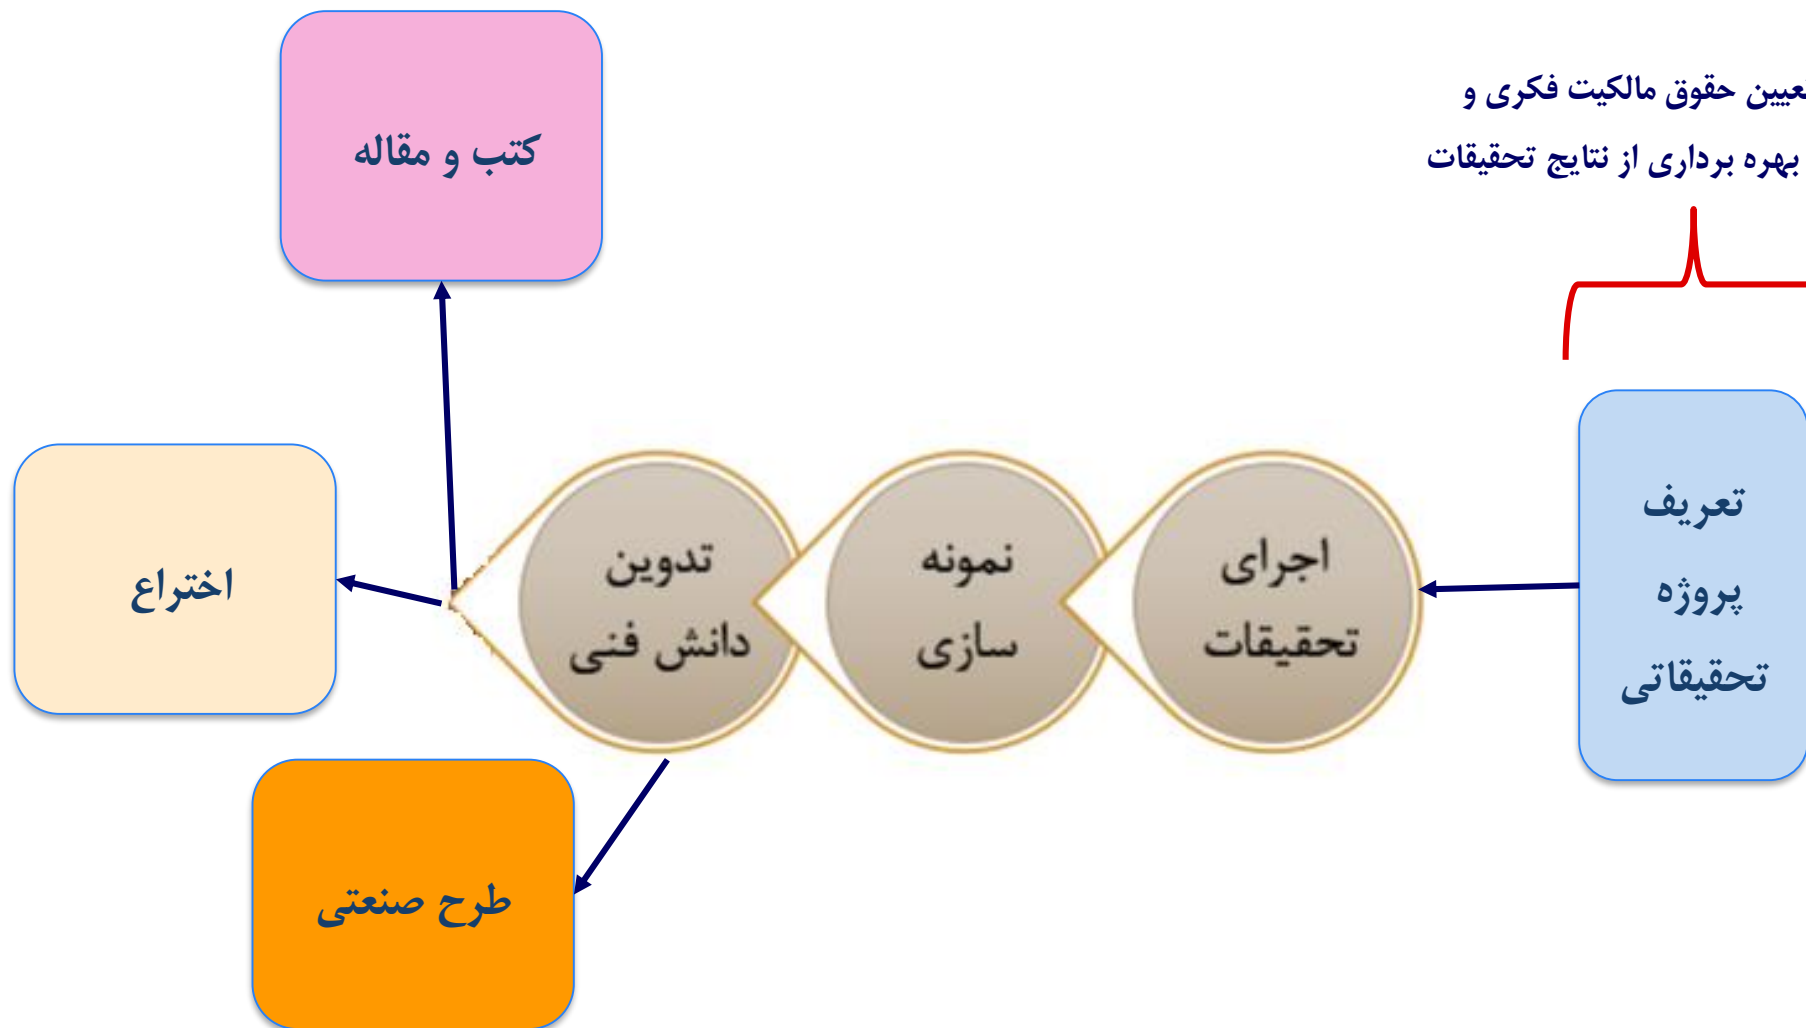 تعیین حقوق مالکیت فکری و
بهره برداری از نتایج تحقیقات
تعریف
پروژه
تحقیقاتی
اجرای
تحقیقات
نمونه
سازی
تدوین
دانش فنی
کتب و مقاله
اختراع
طرح صنعتی